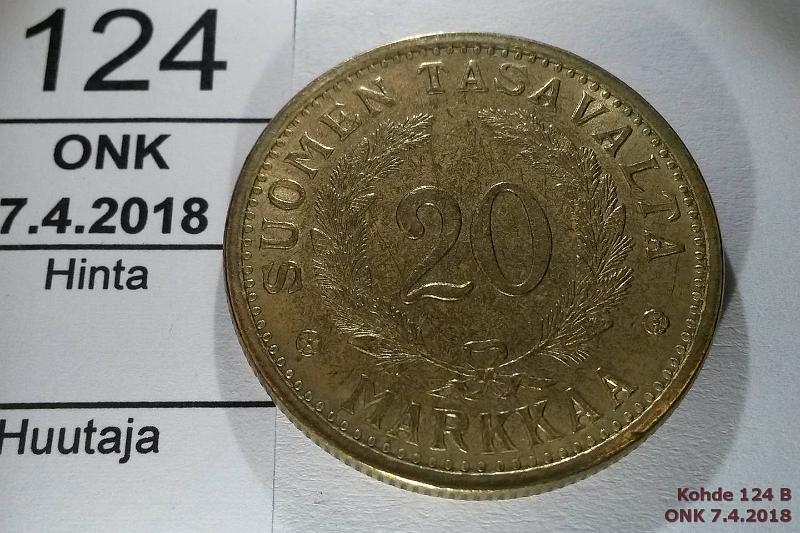 124
ONK
7.4.2018
Hinta
Huutaja
SUOMEN TASAVALTA
20
MARKKAA
Kohde 124 B
ONK 7.4.2018